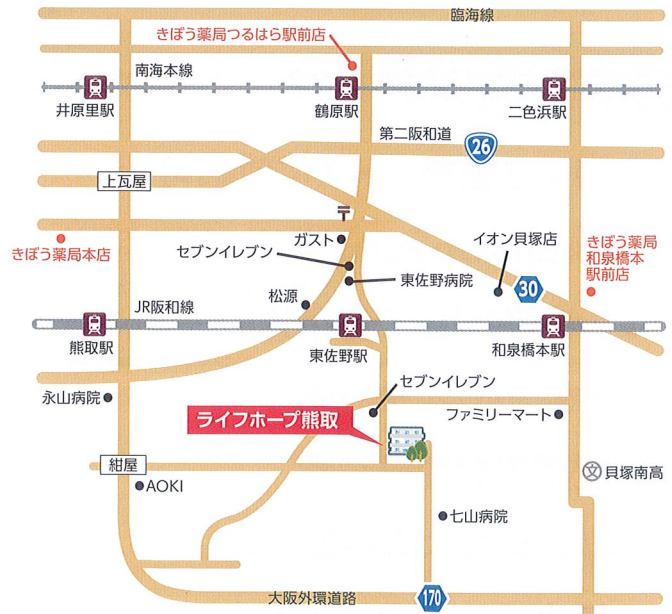 臨海線
きぼう薬局つるはら駅前店
南海本線
井原里駅
鶴原駅
二色浜駅
第二阪和道
26
上瓦屋
〒
ガスト
きぼう薬局本店
セブンイレブン
イオン貝塚店
きぼう薬局
和泉橋本
駅前店
東佐野病院
30
松源
JR阪和線
熊取駅
東佐野駅
和泉橋本駅
セブンイレブン
永山病院
ライフホープ熊取
ファミリーマート
紺屋
文 貝塚南高
AOKI
七山病院
大阪外環道路
170